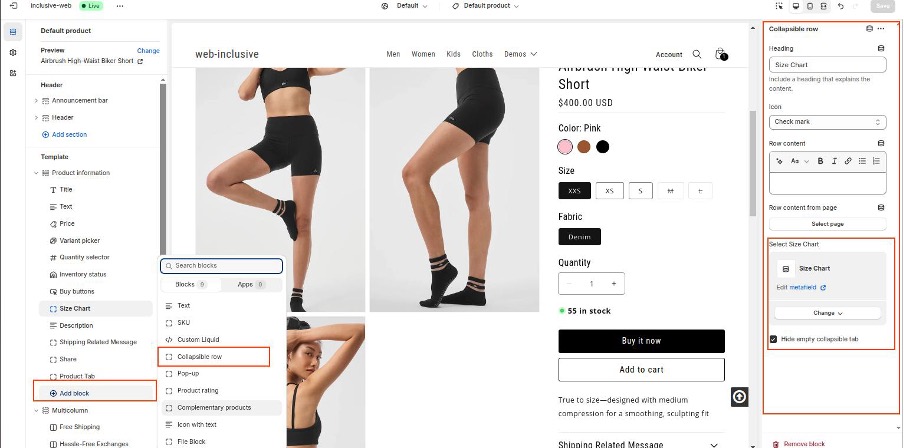 inclusive-web
Live
Default
Default product
Save
Default product
Preview
Change
Airbrush High-Waist Biker Short
Header
Announcement bar
Header
Add section
Template
Product information
Title
Text
Price
Variant picker
Quantity selector
Inventory status
Buy buttons
Size Chart
Description
Shipping Related Message
Share
Product Tab
Add block
Multicolumn
Free Shipping
Hassle-Free Exchanges
Search blocks
Blocks
Apps
Text
SKU
Custom Liquid
Collapsible row
Pop-up
Product rating
Complementary products
Icon with text
File Block
web-inclusive
Men Women Kids Cloths Demos
Account
1
Airbrush High-Waist Biker
Short
$400.00 USD
Color: Pink
Size
XXS XS S M L
Fabric
Denim
Quantity
− 1 +
55 in stock
Buy it now
Add to cart
True to size—designed with medium
compression for a smoothing, sculpting fit
Shipping Related Message
Collapsible row
Heading
Size Chart
Include a heading that explains the
content.
Icon
Check mark
Row content
Aa B I
Row content from page
Select page
Select Size Chart
Size Chart
Edit metafield
Change
Hide empty collapsible tab
Remove block